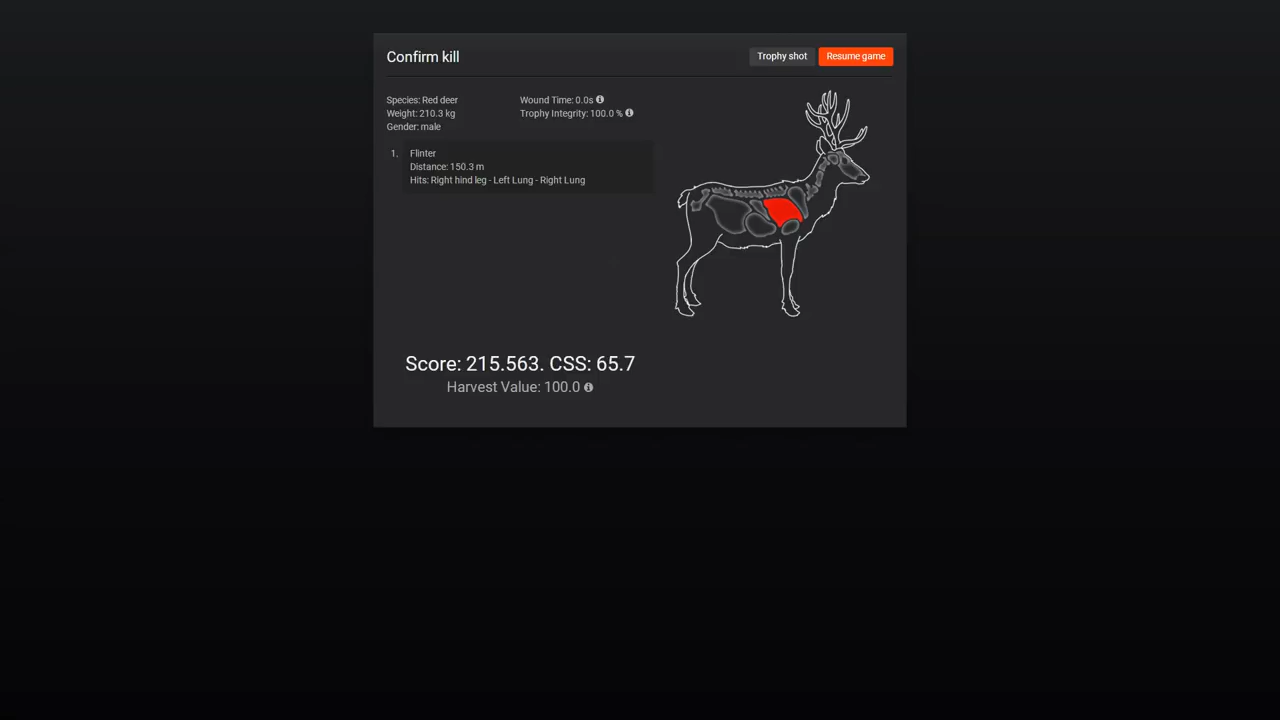 Confirm kill
Trophy shot
Resume game
Species: Red deer
Weight: 210.3 kg
Gender: male
Wound Time: 0.0s
Trophy Integrity: 100.0 %
1.
Flinter
Distance: 150.3 m
Hits: Right hind leg - Left Lung - Right Lung
Score: 215.563. CSS: 65.7
Harvest Value: 100.0